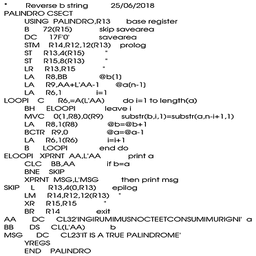 *        Reverse b string        25/06/2018
PALINDRO CSECT
         USING  PALINDRO,R13      base register
         B      72(R15)           skip savearea
         DC     17F'0'            savearea
         STM    R14,R12,12(R13)   prolog
         ST     R13,4(R15)        "
         ST     R15,8(R13)        "
         LR     R13,R15           "
         LA     R8,BB             @b(1)
         LA     R9,AA+L'AA-1      @a(n-1)
         LA     R6,1              i=1
LOOPI    C      R6,=A(L'AA)       do i=1 to length(a)
         BH     ELOOPI            leave i
         MVC    0(1,R8),0(R9)     substr(b,i,1)=substr(a,n-i+1,1)
         LA     R8,1(R8)          @b=@b+1
         BCTR   R9,0              @a=@a-1
         LA     R6,1(R6)          i=i+1
         B      LOOPI             end do
ELOOPI   XPRNT  AA,L'AA           print a
         CLC    BB,AA             if b=a
         BNE    SKIP
         XPRNT  MSG,L'MSG         then print msg
SKIP     L      R13,4(0,R13)      epilog
         LM     R14,R12,12(R13)   "
         XR     R15,R15           "
         BR     R14               exit
AA       DC     CL32'INGIRUMIMUSNOCTEETCONSUMIMURIGNI'  a
BB       DS     CL(L'AA)          b
MSG      DC     CL23'IT IS A TRUE PALINDROME'
         YREGS
         END    PALINDRO